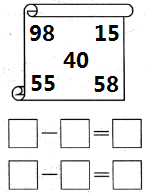 98 15
40
55 58
□ − □ = □
□ − □ = □